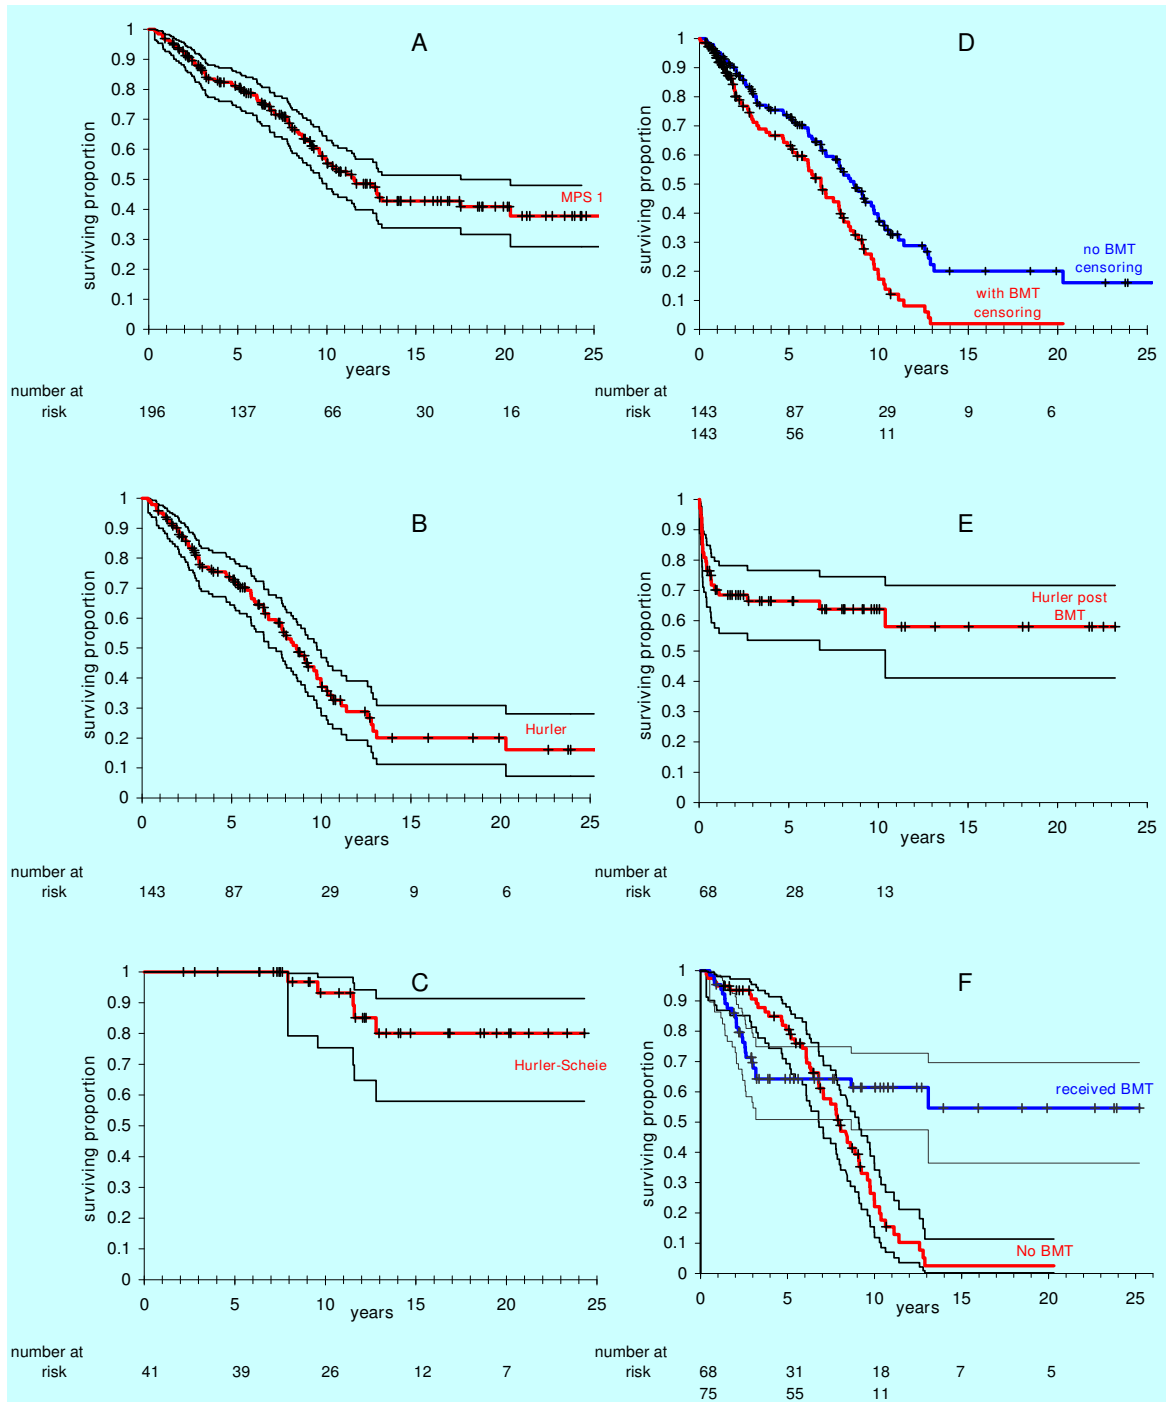 A
1
0.9
0.8
0.7
0.6
0.5
0.4
0.3
0.2
0.1
0
surviving proportion
MPS 1
0 5 10 15 20 25
years
number at
risk 196 137 66 30 16
D
1
0.9
0.8
0.7
0.6
0.5
0.4
0.3
0.2
0.1
0
surviving proportion
no BMT
censoring
with BMT
censoring
0 5 10 15 20 25
years
number at
risk 143 87 29 9 6
143 56 11
B
1
0.9
0.8
0.7
0.6
0.5
0.4
0.3
0.2
0.1
0
surviving proportion
Hurler
0 5 10 15 20 25
years
number at
risk 143 87 29 9 6
E
1
0.9
0.8
0.7
0.6
0.5
0.4
0.3
0.2
0.1
0
surviving proportion
Hurler post
BMT
0 5 10 15 20 25
years
number at
risk 68 28 13
C
1
0.9
0.8
0.7
0.6
0.5
0.4
0.3
0.2
0.1
0
surviving proportion
Hurler-Scheie
0 5 10 15 20 25
years
number at
risk 41 39 26 12 7
F
1
0.9
0.8
0.7
0.6
0.5
0.4
0.3
0.2
0.1
0
surviving proportion
received BMT
No BMT
0 5 10 15 20 25
years
number at
risk 68 31 18 7 5
75 55 11